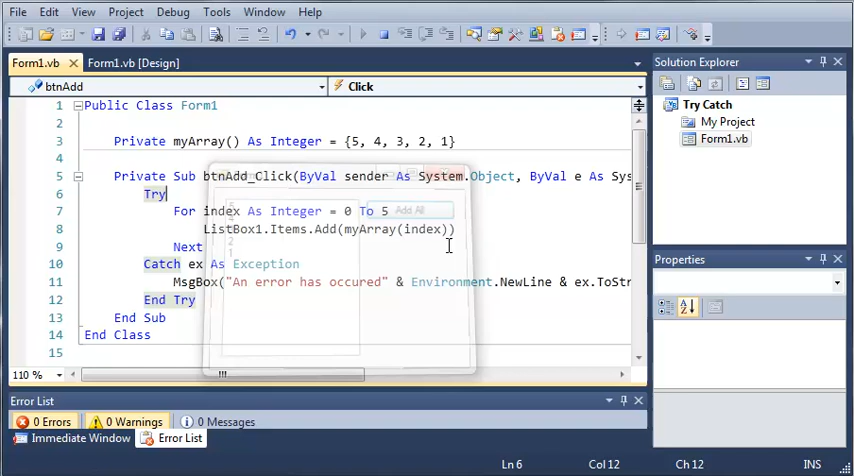 File Edit View Project Debug Tools Window Help
Form1.vb Form1.vb [Design]
btnAdd Click
1 Public Class Form1
2
3 Private myArray() As Integer = {5, 4, 3, 2, 1}
4
5 Private Sub btnAdd_Click(ByVal sender As System.Object, ByVal e As Sys
6 Try
7 For index As Integer = 0 To 5
8 ListBox1.Items.Add(myArray(index))
9 Next
10 Catch ex As Exception
11 MsgBox("An error has occured" & Environment.NewLine & ex.ToStr
12 End Try
13 End Sub
14 End Class
15
Add All
2
1
110 %
Error List
0 Errors 0 Warnings 0 Messages
Immediate Window Error List
Solution Explorer
Try Catch
My Project
Form1.vb
Properties
Ln 6 Col 12 Ch 12 INS